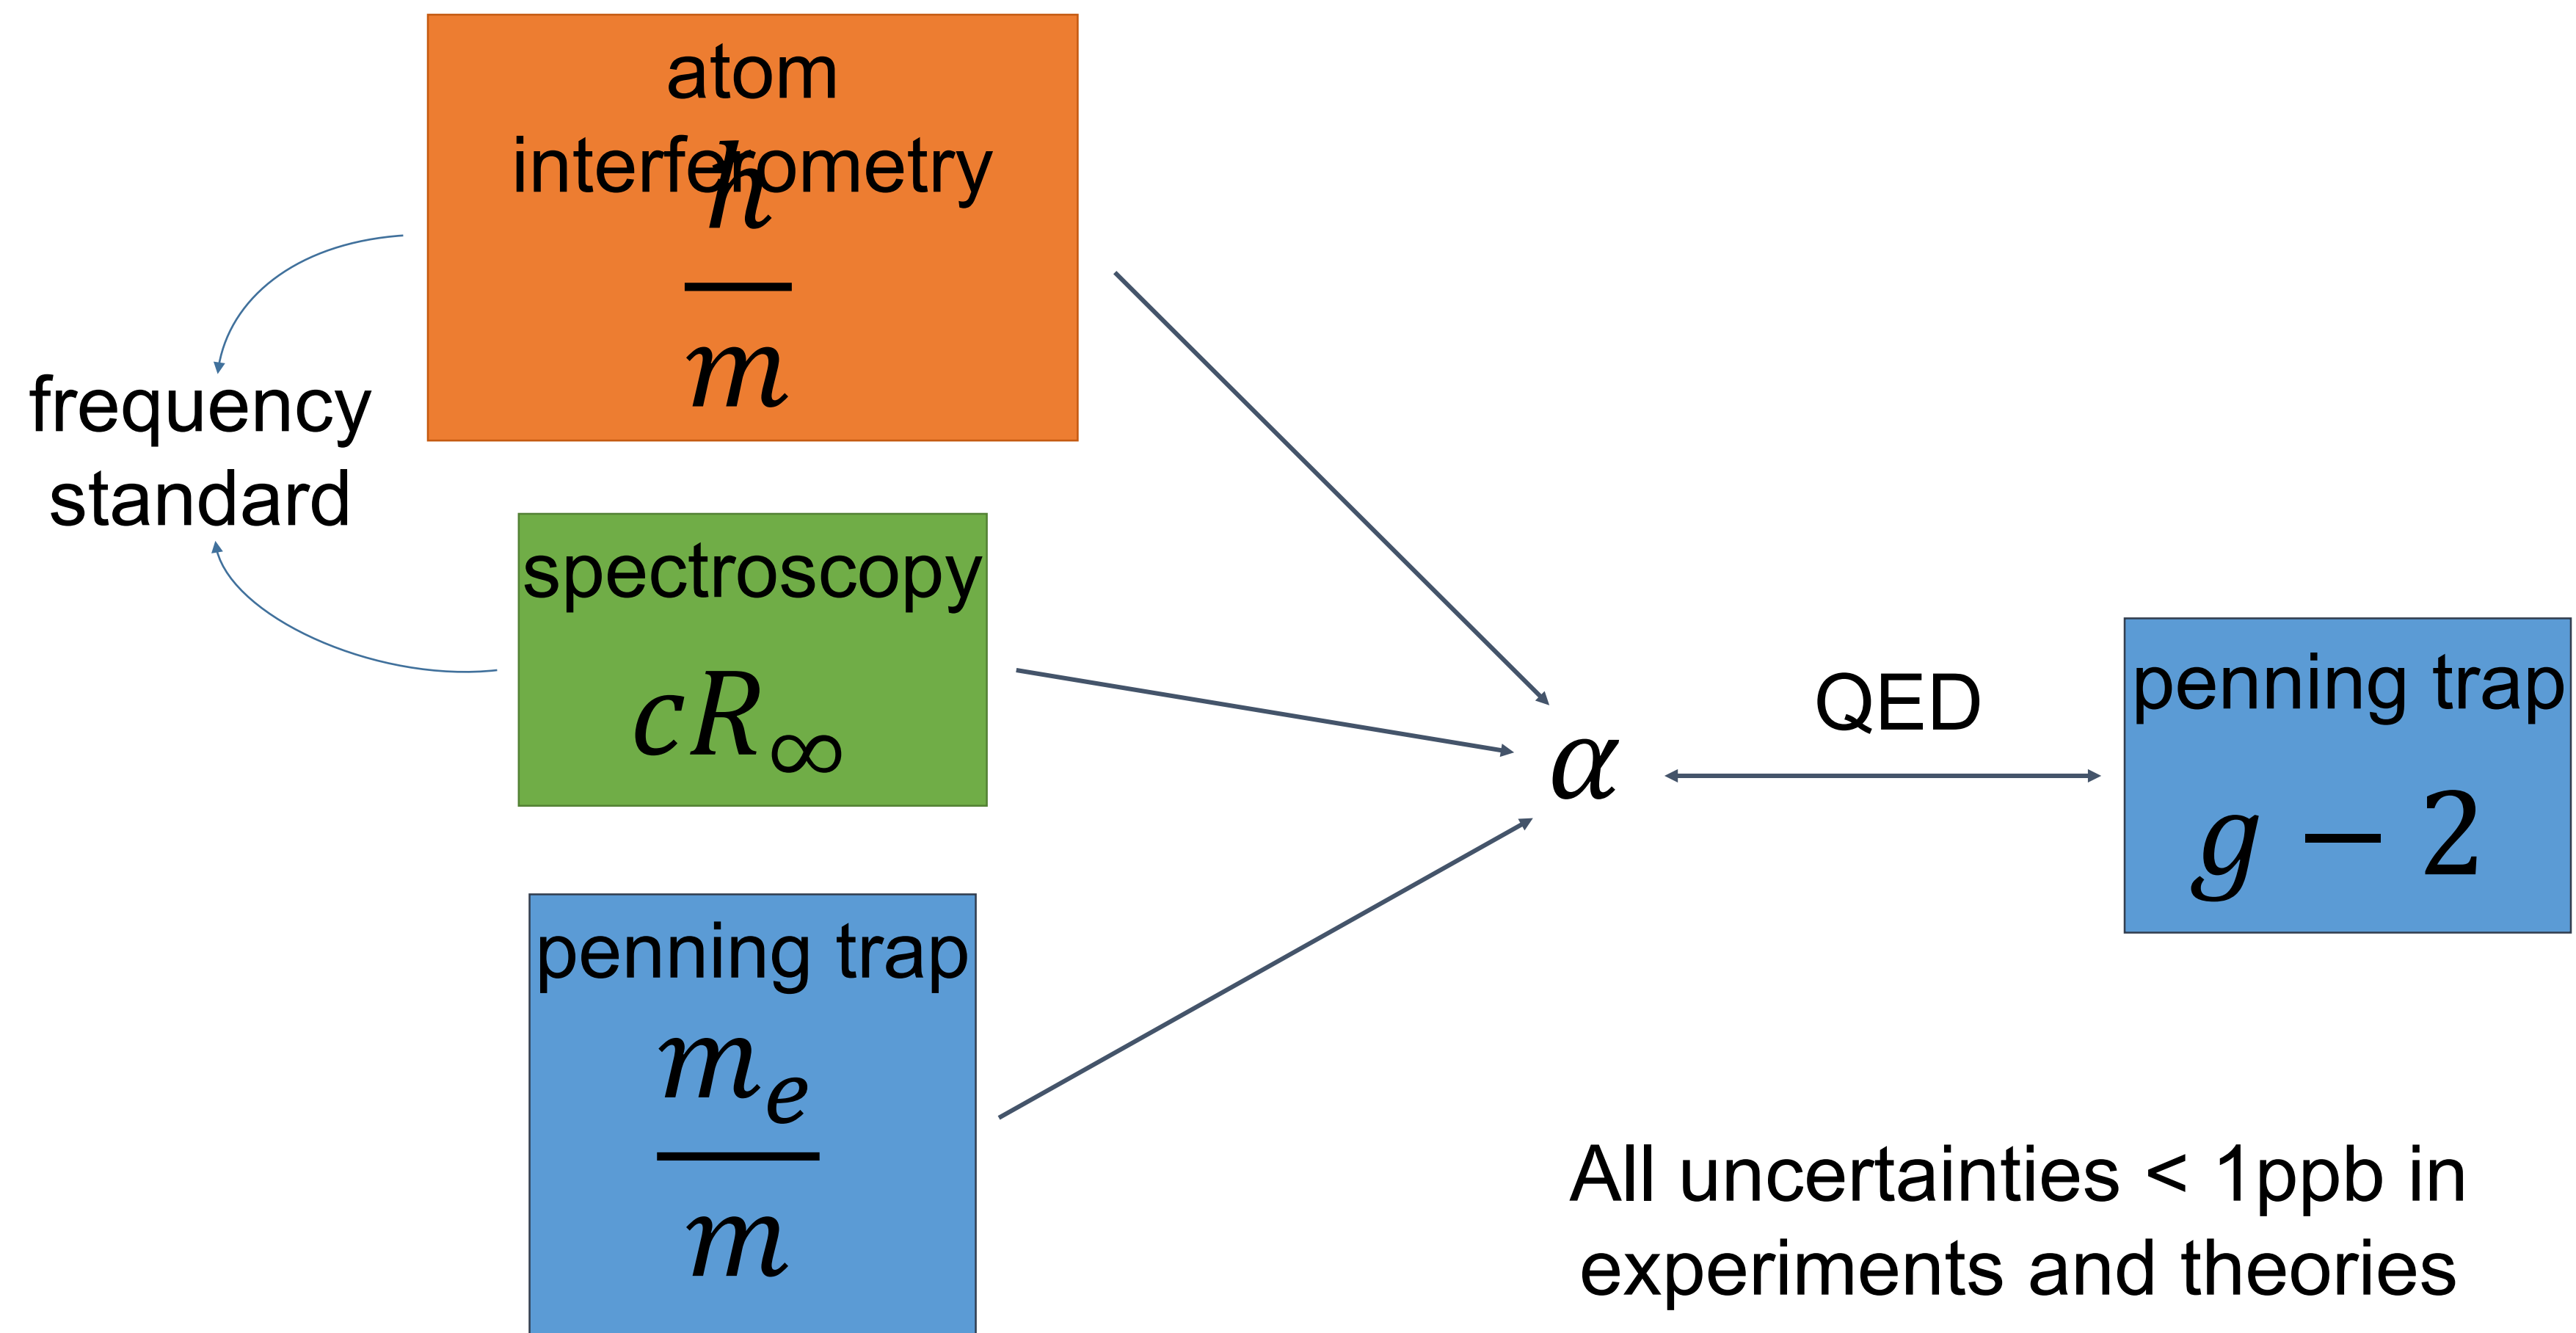 atom
interferometry
h
m
frequency
standard
spectroscopy
cR∞
penning trap
mₑ
m
α
QED
penning trap
g − 2
All uncertainties < 1ppb in
experiments and theories